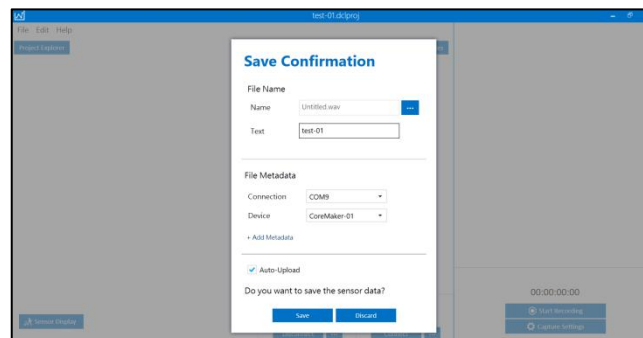 test-01.dclproj
File Edit Help
Project Explorer
Save Confirmation
File Name
Name Untitled.wav ...
Text test-01
File Metadata
Connection COM9
Device CoreMaker-01
+ Add Metadata
Auto-Upload
Do you want to save the sensor data?
Save Discard
00:00:00:00
Start Recording
Sensor Display
Capture Settings